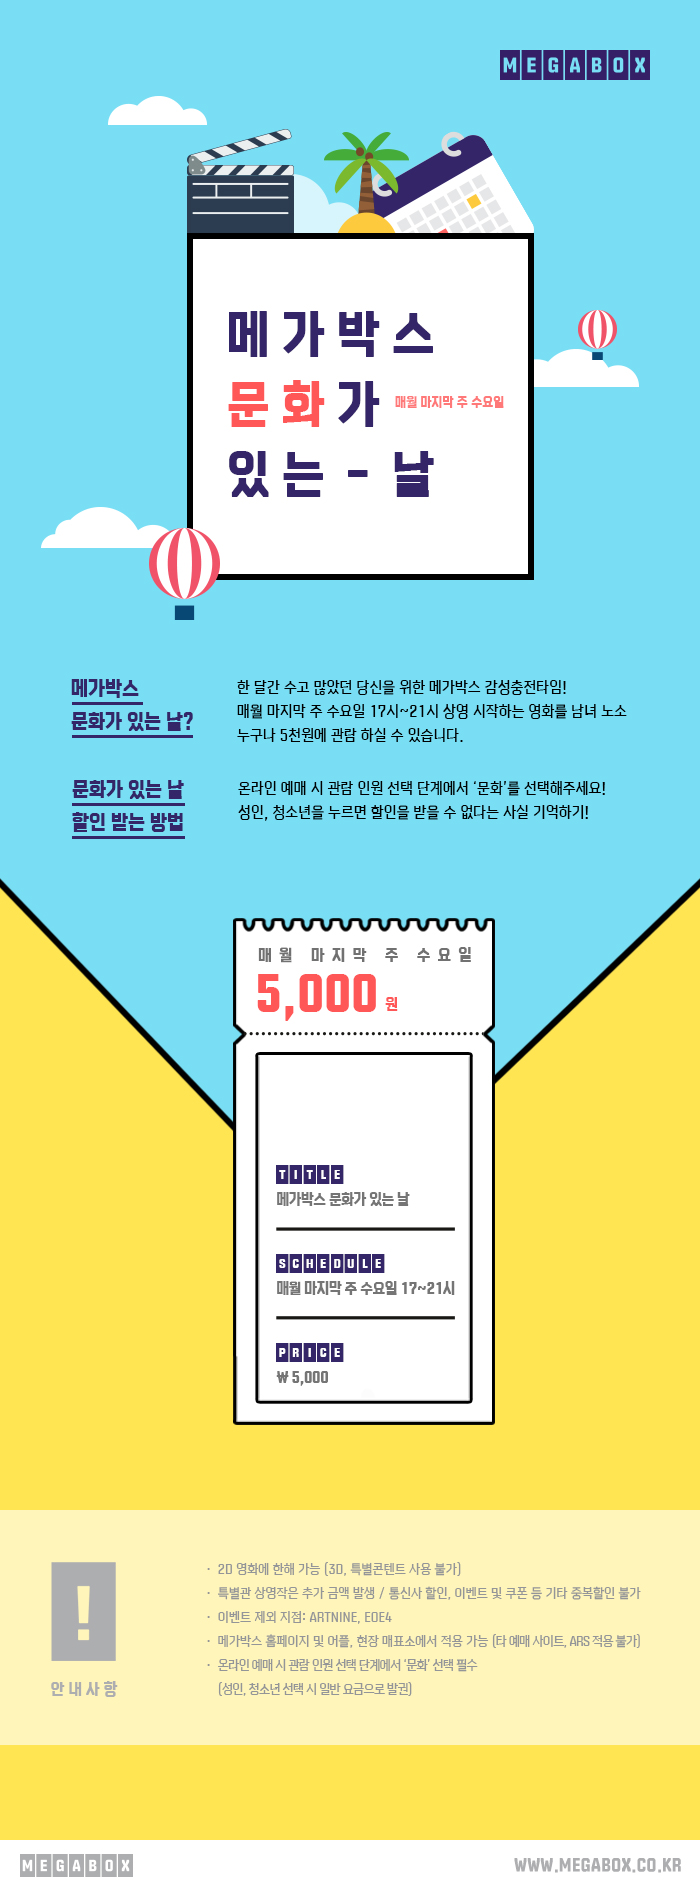 MEGABOX
메가박스
문화가 매월 마지막 주 수요일
있는-날
메가박스
문화가 있는 날?
한 달간 수고 많았던 당신을 위한 메가박스 감성충전타임!
매월 마지막 주 수요일 17시~21시 상영 시작하는 영화를 남녀 노소
누구나 5천원에 관람 하실 수 있습니다.
문화가 있는 날
할인 받는 방법
온라인 예매 시 관람 인원 선택 단계에서 '문화'를 선택해주세요!
성인, 청소년을 누르면 할인을 받을 수 없다는 사실 기억하기!
매월 마지막 주 수요일
5,000 원
TITLE
메가박스 문화가 있는 날
SCHEDULE
매월 마지막 주 수요일 17~21시
PRICE
₩ 5,000
!
안내사항
· 2D 영화에 한해 가능 (3D, 특별콘텐트 사용 불가)
· 특별관 상영작은 추가 금액 발생 / 통신사 할인, 이벤트 및 쿠폰 등 기타 중복할인 불가
· 이벤트 제외 지점: ARTNINE, EOE4
· 메가박스 홈페이지 및 어플, 현장 매표소에서 적용 가능 (타 예매 사이트, ARS 적용 불가)
· 온라인 예매 시 관람 인원 선택 단계에서 '문화' 선택 필수
(성인, 청소년 선택 시 일반 요금으로 발권)
MEGABOX
WWW.MEGABOX.CO.KR